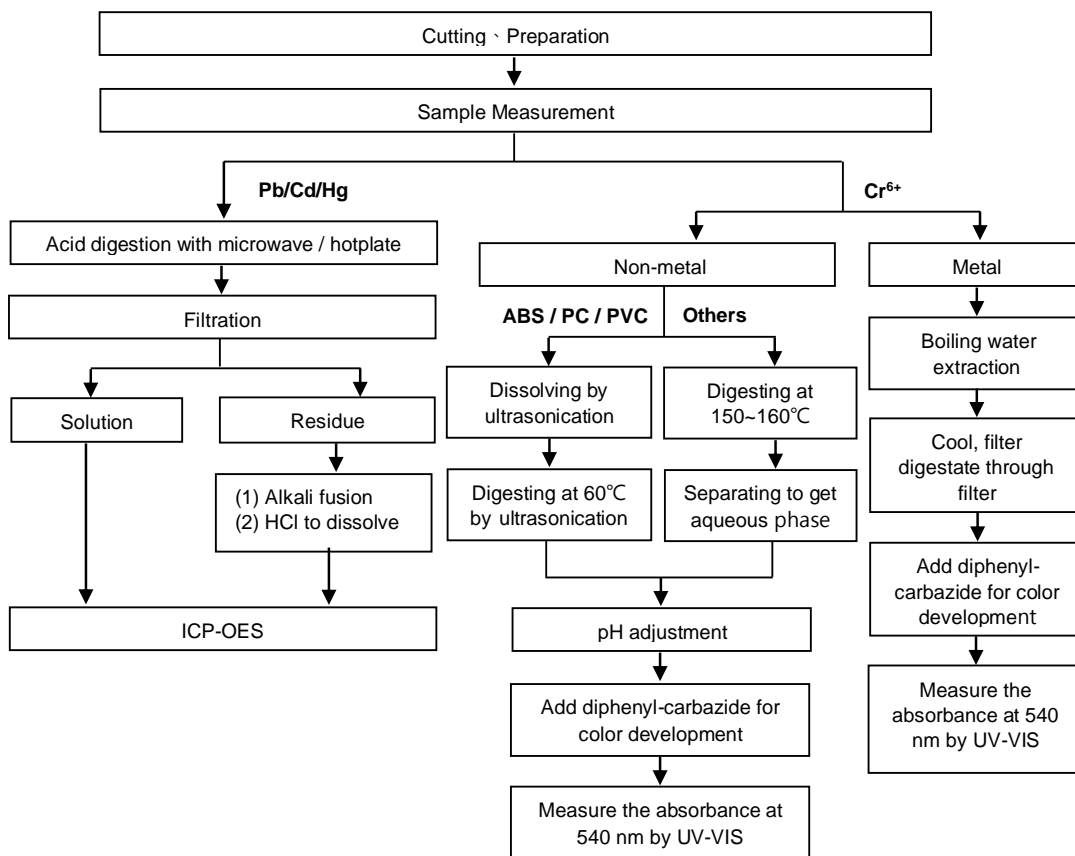 Cutting、Preparation
Sample Measurement
Pb/Cd/Hg
Cr⁶⁺
Acid digestion with microwave / hotplate
Filtration
Solution
Residue
(1) Alkali fusion
(2) HCl to dissolve
ICP-OES
Non-metal
ABS / PC / PVC
Others
Dissolving by
ultrasonication
Digesting at 60℃
by ultrasonication
Digesting at
150~160℃
Separating to get
aqueous phase
pH adjustment
Add diphenyl-carbazide for
color development
Measure the absorbance at
540 nm by UV-VIS
Metal
Boiling water
extraction
Cool, filter
digestate through
filter
Add diphenyl-
carbazide for color
development
Measure the
absorbance at 540
nm by UV-VIS